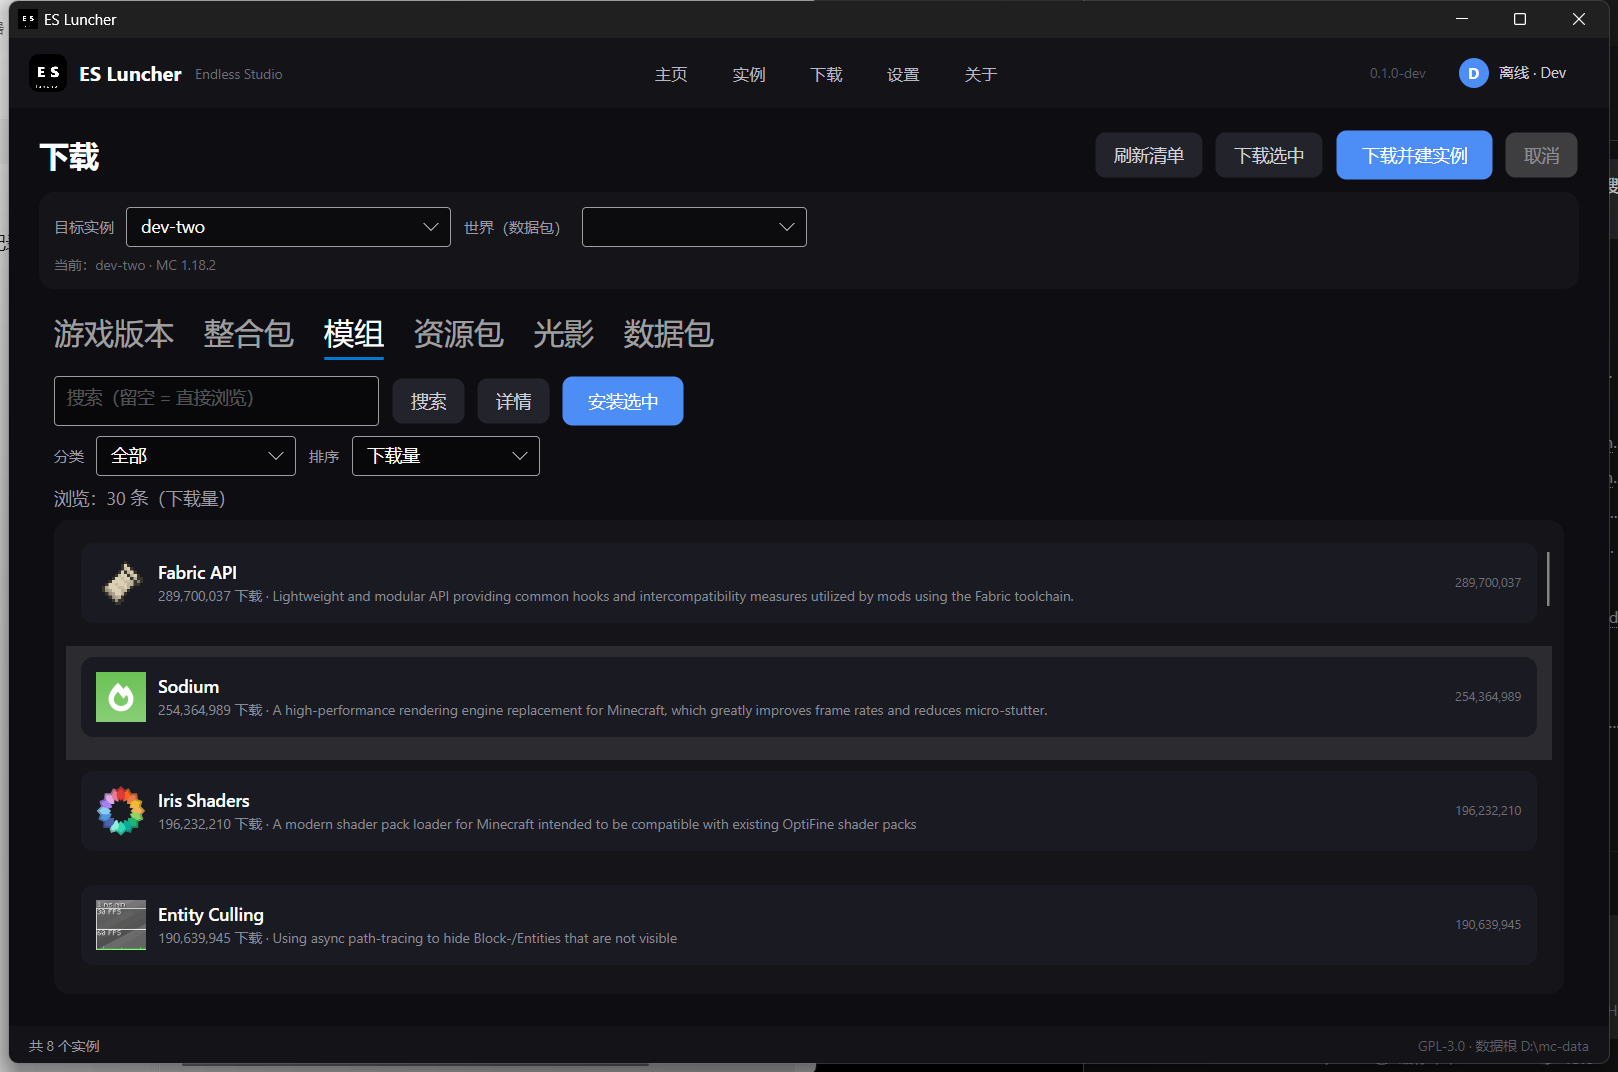 ES Luncher
ES Luncher Endless Studio 主页 实例 下载 设置 关于 0.1.0-dev D 离线 · Dev
下载 刷新清单 下载选中 下载并建实例 取消
目标实例 dev-two 世界（数据包）
当前：dev-two · MC 1.18.2
游戏版本 整合包 模组 资源包 光影 数据包
搜索（留空 = 直接浏览） 搜索 详情 安装选中
分类 全部 排序 下载量
浏览：30 条（下载量）
Fabric API
289,700,037 下载 · Lightweight and modular API providing common hooks and intercompatibility measures utilized by mods using the Fabric toolchain.
289,700,037
Sodium
254,364,989 下载 · A high-performance rendering engine replacement for Minecraft, which greatly improves frame rates and reduces micro-stutter.
254,364,989
Iris Shaders
196,232,210 下载 · A modern shader pack loader for Minecraft intended to be compatible with existing OptiFine shader packs
196,232,210
Entity Culling
190,639,945 下载 · Using async path-tracing to hide Block-/Entities that are not visible
190,639,945
共 8 个实例 GPL-3.0 · 数据根 D:\mc-data